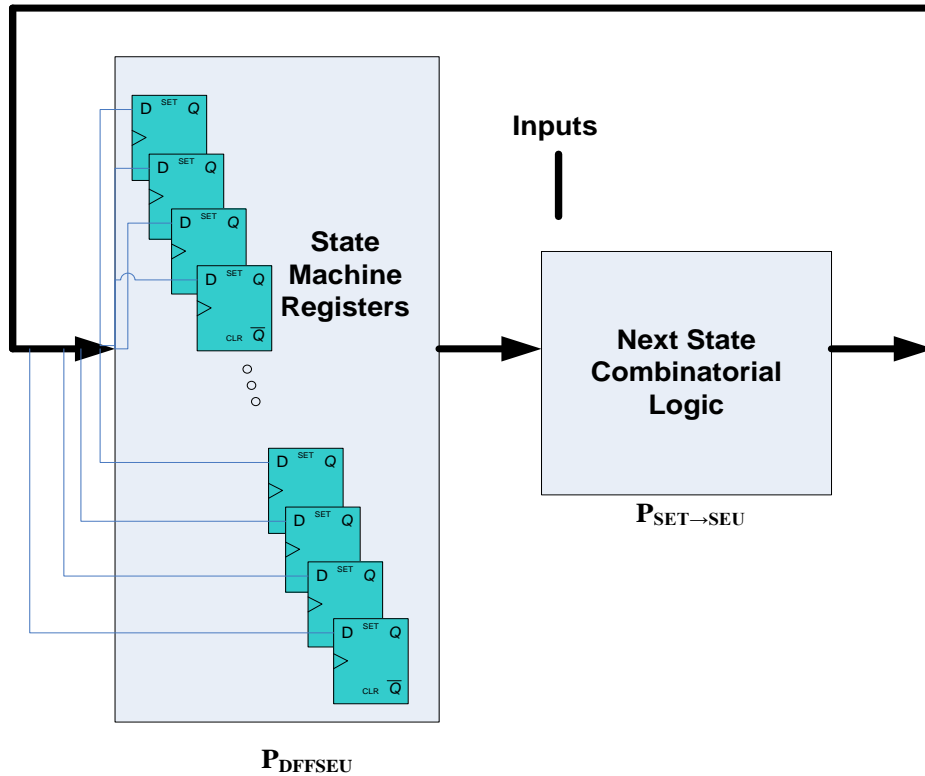 D SET Q
D SET Q
D SET Q
D SET Q
CLR Q
State
Machine
Registers
Inputs
Next State
Combinatorial
Logic
D SET Q
D SET Q
D SET Q
D SET Q
CLR Q
PSET→SEU
PDFFSEU